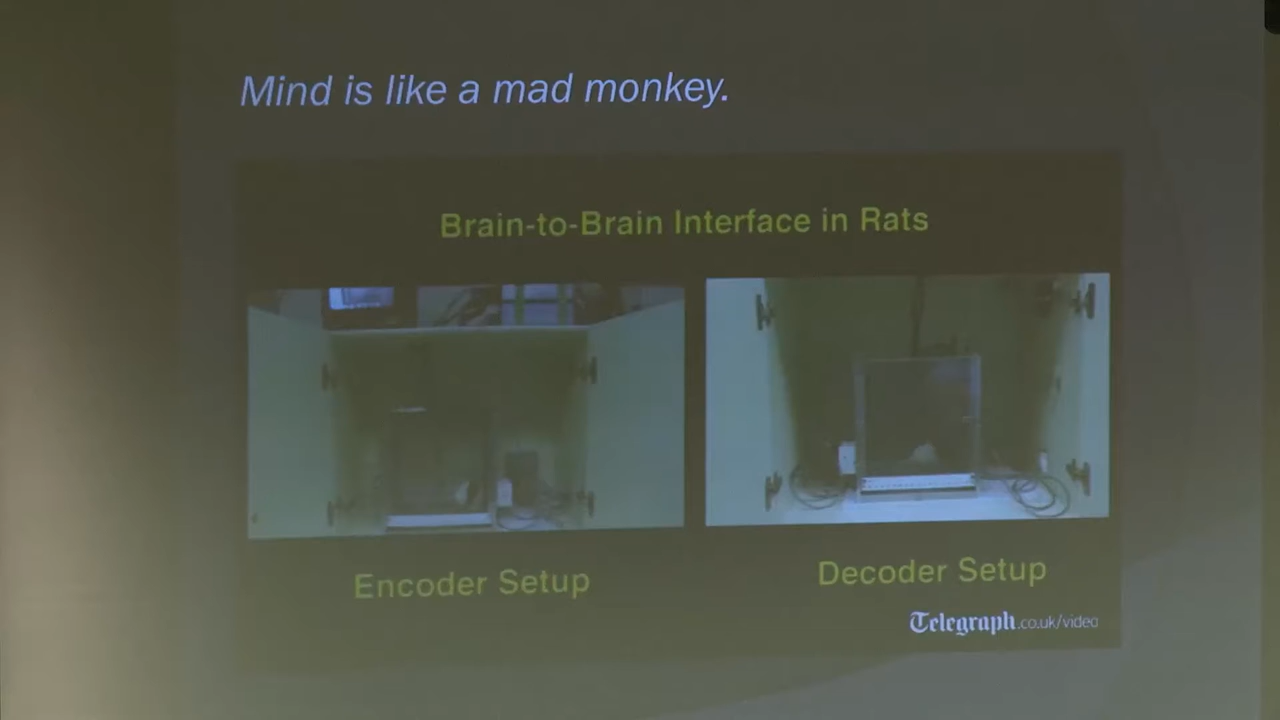 Mind is like a mad monkey.
Brain-to-Brain Interface in Rats
Encoder Setup
Decoder Setup
Telegraph.co.uk/video